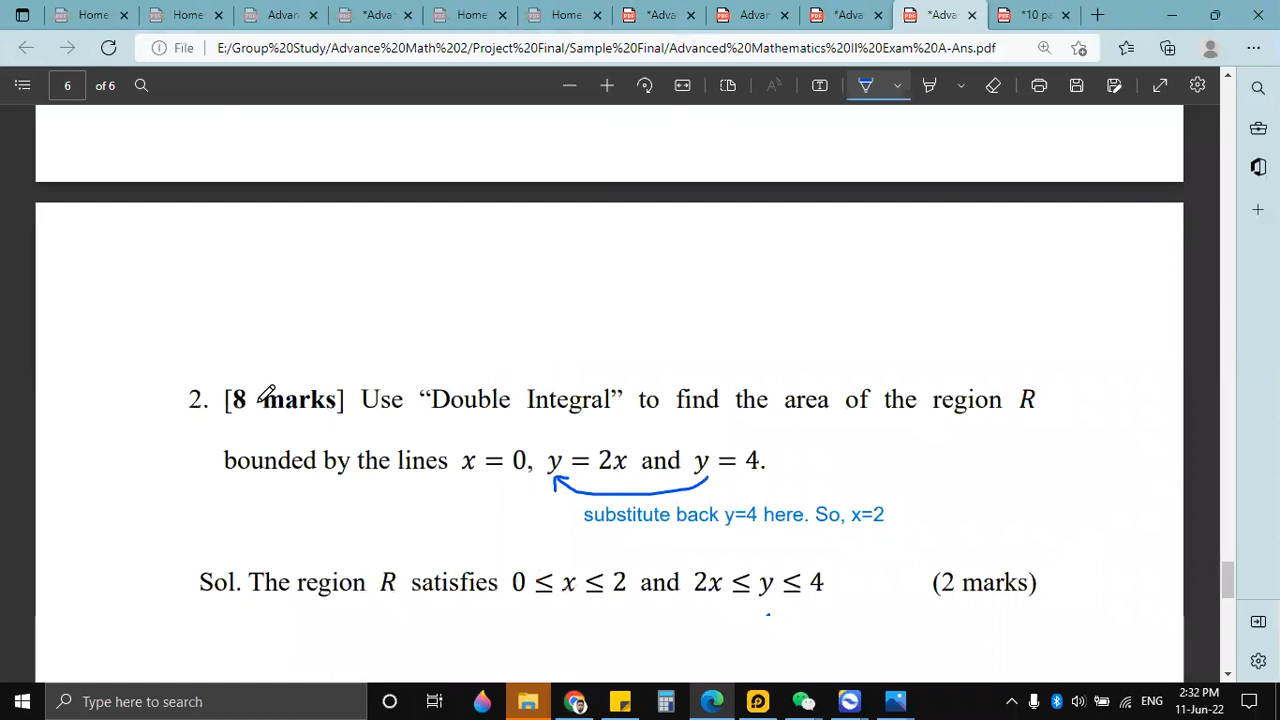 Home
Home
Advan
*Adva
Home
Home
*Adva
Advar
*Adva
*Adva
*10 pa
File
E:/Group%20Study/Advance%20Math%202/Project%20Final/Sample%20Final/Advanced%20Mathematics%20II%20Exam%20A-Ans.pdf
6 of 6
2. [8 marks] Use “Double Integral” to find the area of the region R
bounded by the lines x = 0, y = 2x and y = 4.
substitute back y=4 here. So, x=2
Sol. The region R satisfies 0 ≤ x ≤ 2 and 2x ≤ y ≤ 4 (2 marks)
Type here to search
ENG
2:32 PM
11-Jun-22